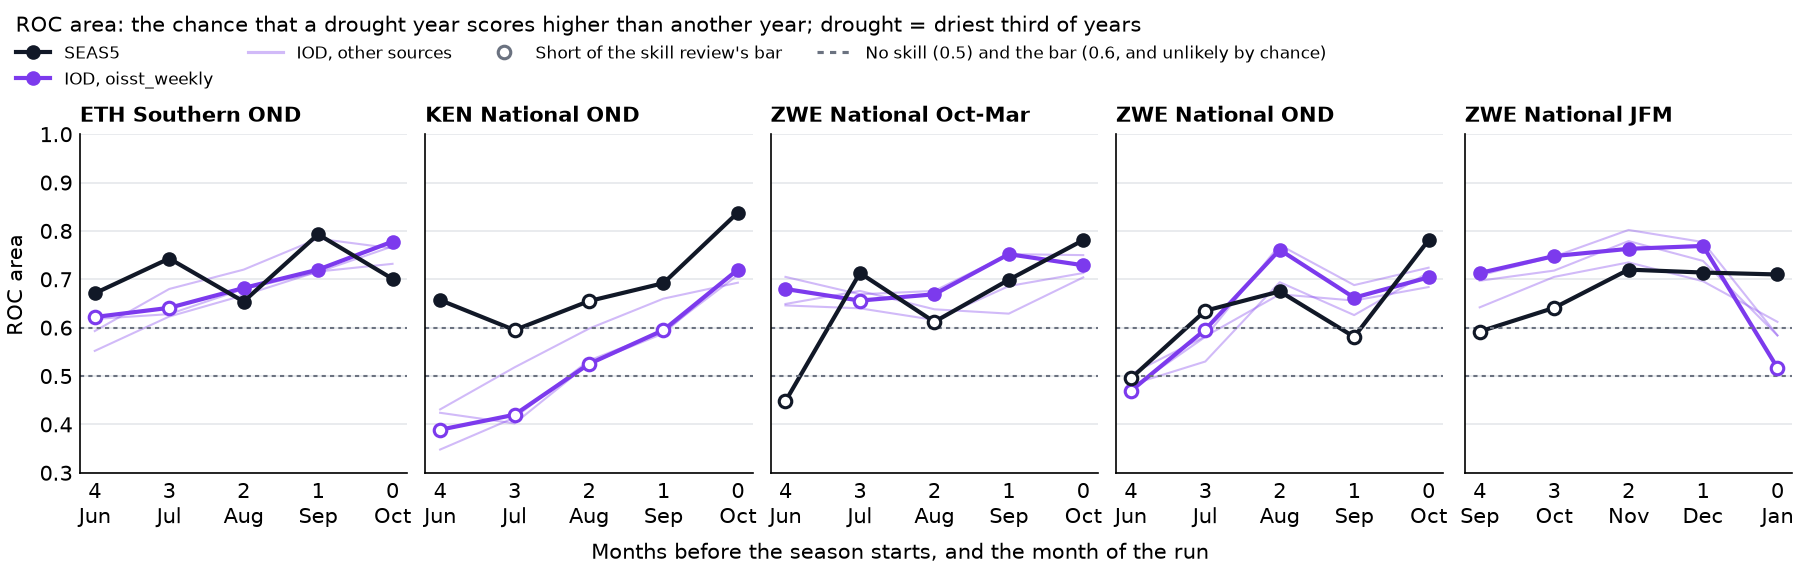 ROC area: the chance that a drought year scores higher than another year; drought = driest third of years
SEAS5
IOD, other sources
Short of the skill review's bar
No skill (0.5) and the bar (0.6, and unlikely by chance)
IOD, oisst_weekly
ETH Southern OND
KEN National OND
ZWE National Oct-Mar
ZWE National OND
ZWE National JFM
ROC area
1.0
0.9
0.8
0.7
0.6
0.5
0.4
0.3
4 3 2 1 0
Jun Jul Aug Sep Oct
4 3 2 1 0
Jun Jul Aug Sep Oct
4 3 2 1 0
Jun Jul Aug Sep Oct
4 3 2 1 0
Jun Jul Aug Sep Oct
4 3 2 1 0
Sep Oct Nov Dec Jan
Months before the season starts, and the month of the run